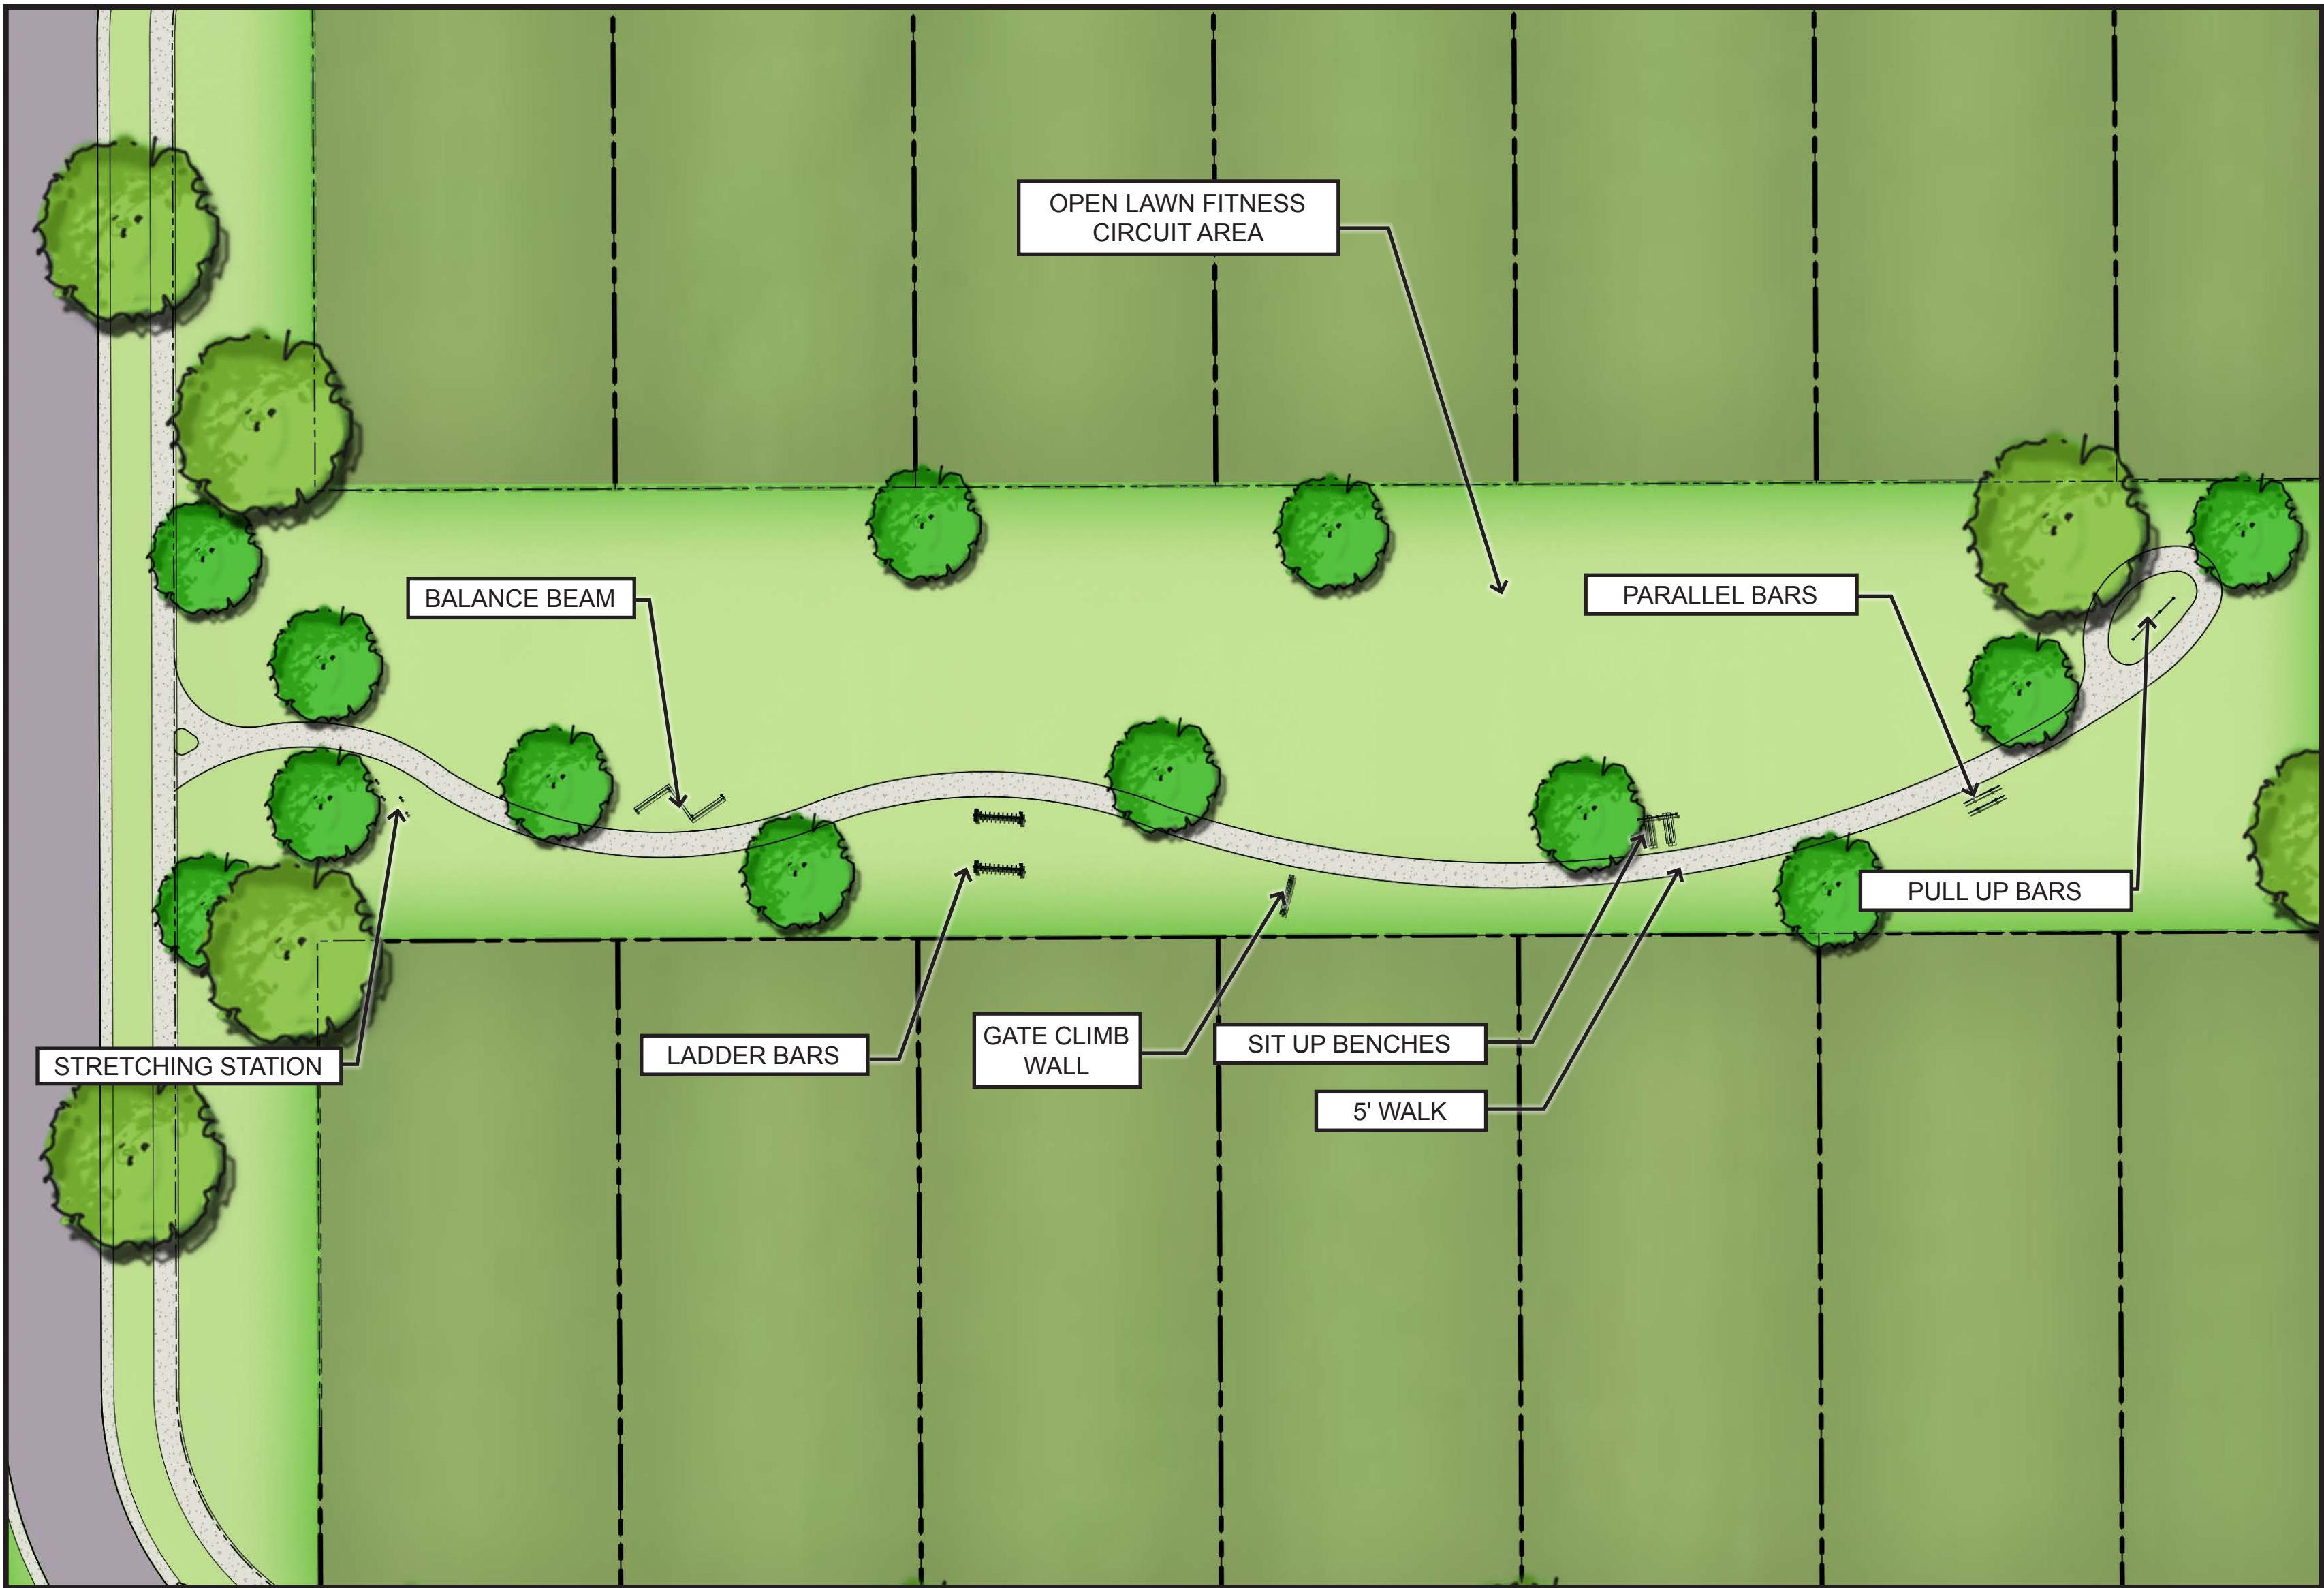 OPEN LAWN FITNESS
CIRCUIT AREA
BALANCE BEAM
PARALLEL BARS
PULL UP BARS
STRETCHING STATION
LADDER BARS
GATE CLIMB
WALL
SIT UP BENCHES
5' WALK